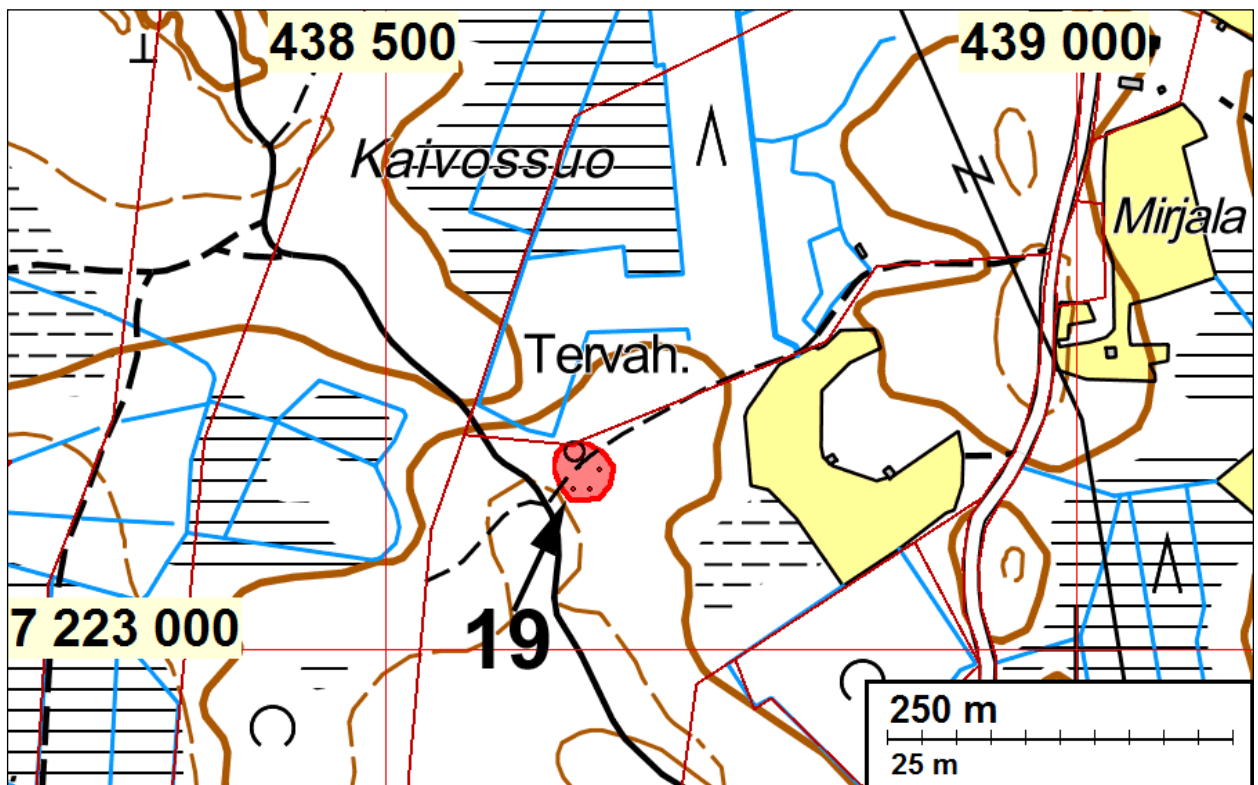 438 500
439 000
Kaivossuo
Mirjala
Tervah.
7 223 000
19
250 m
25 m